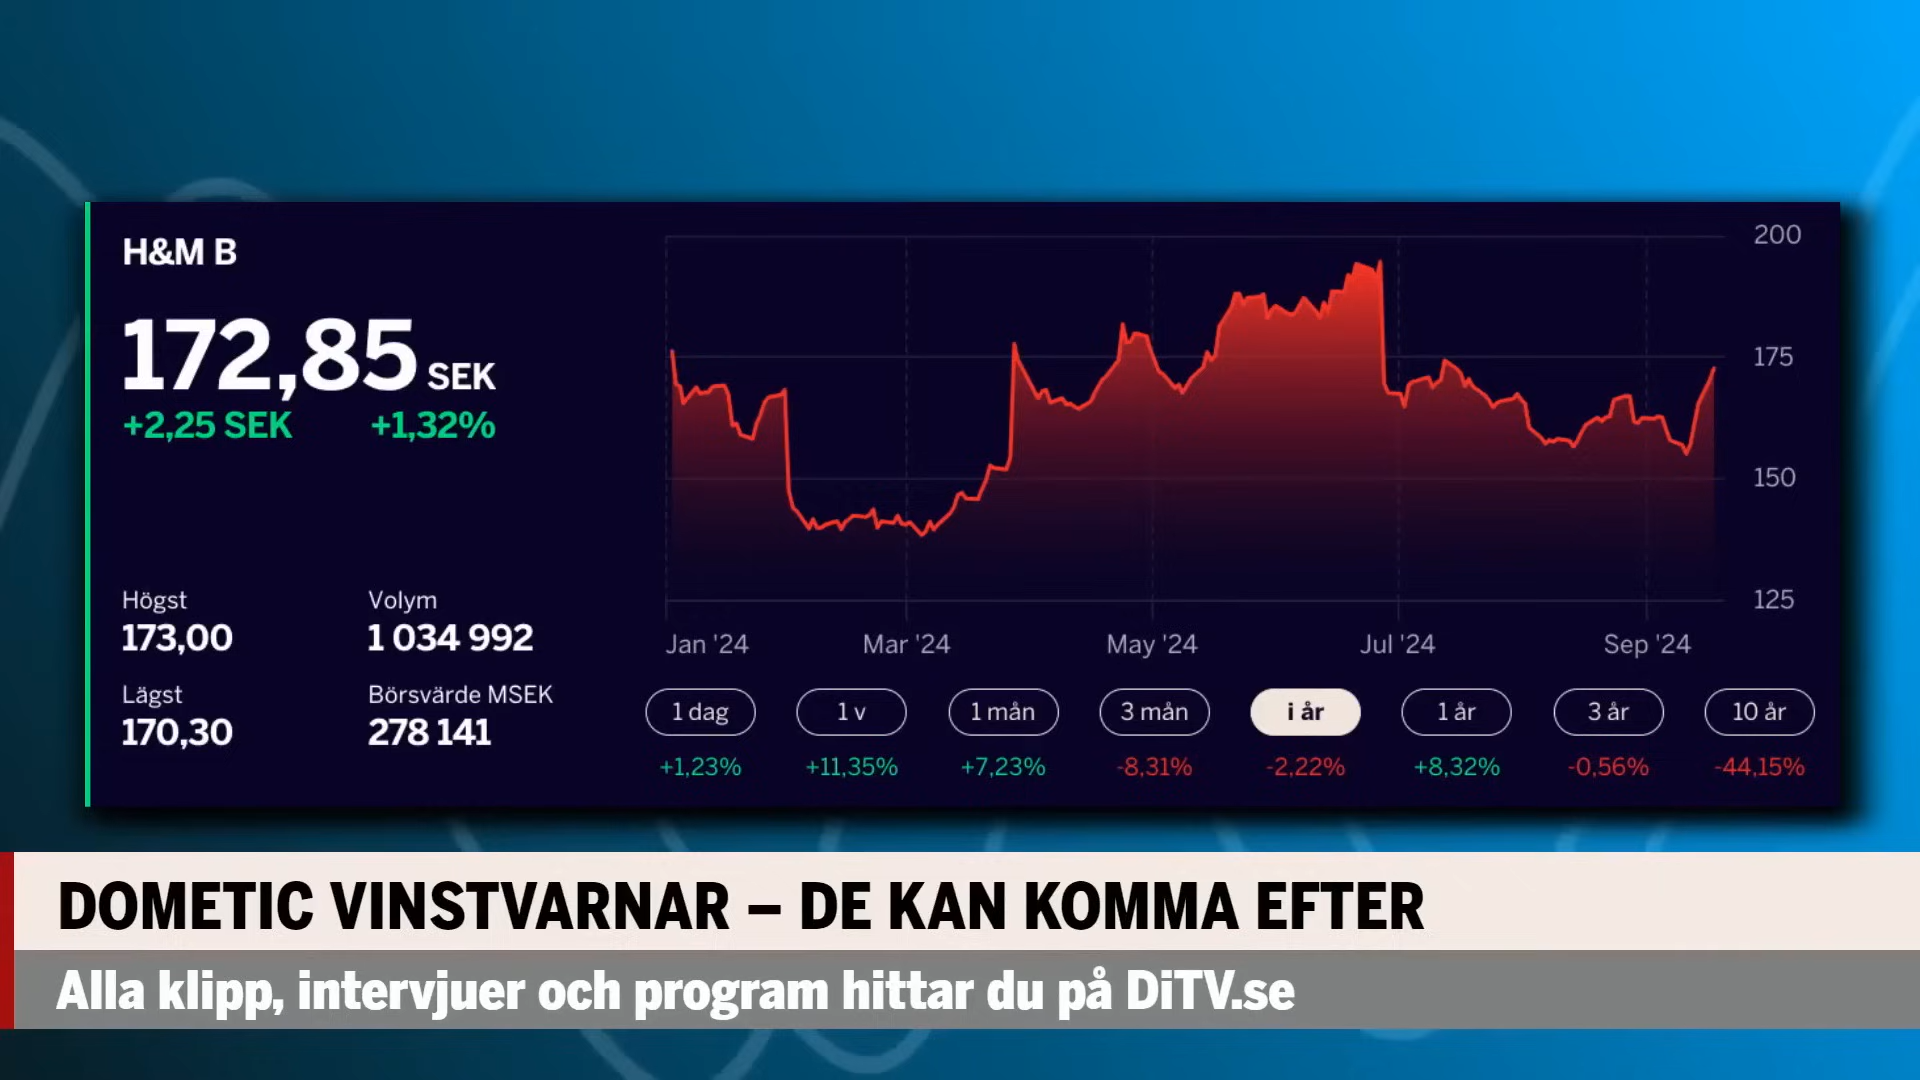 H&M B
172,85 SEK
+2,25 SEK +1,32%
Högst Volym
173,00 1 034 992
Lägst Börsvärde MSEK
170,30 278 141
200
175
150
125
Jan '24 Mar '24 May '24 Jul '24 Sep '24
1 dag 1 v 1 mån 3 mån i år 1 år 3 år 10 år
+1,23% +11,35% +7,23% -8,31% -2,22% +8,32% -0,56% -44,15%
DOMETIC VINSTVARNAR – DE KAN KOMMA EFTER
Alla klipp, intervjuer och program hittar du på DiTV.se